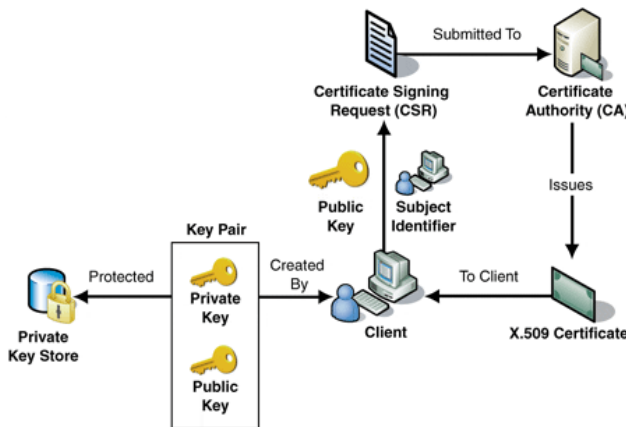 Submitted To
Certificate Signing
Request (CSR)
Certificate
Authority (CA)
Public
Key
Subject
Identifier
Issues
Key Pair
Protected
Private
Key
Created
By
To Client
Private
Key Store
Client
X.509 Certificate
Public
Key